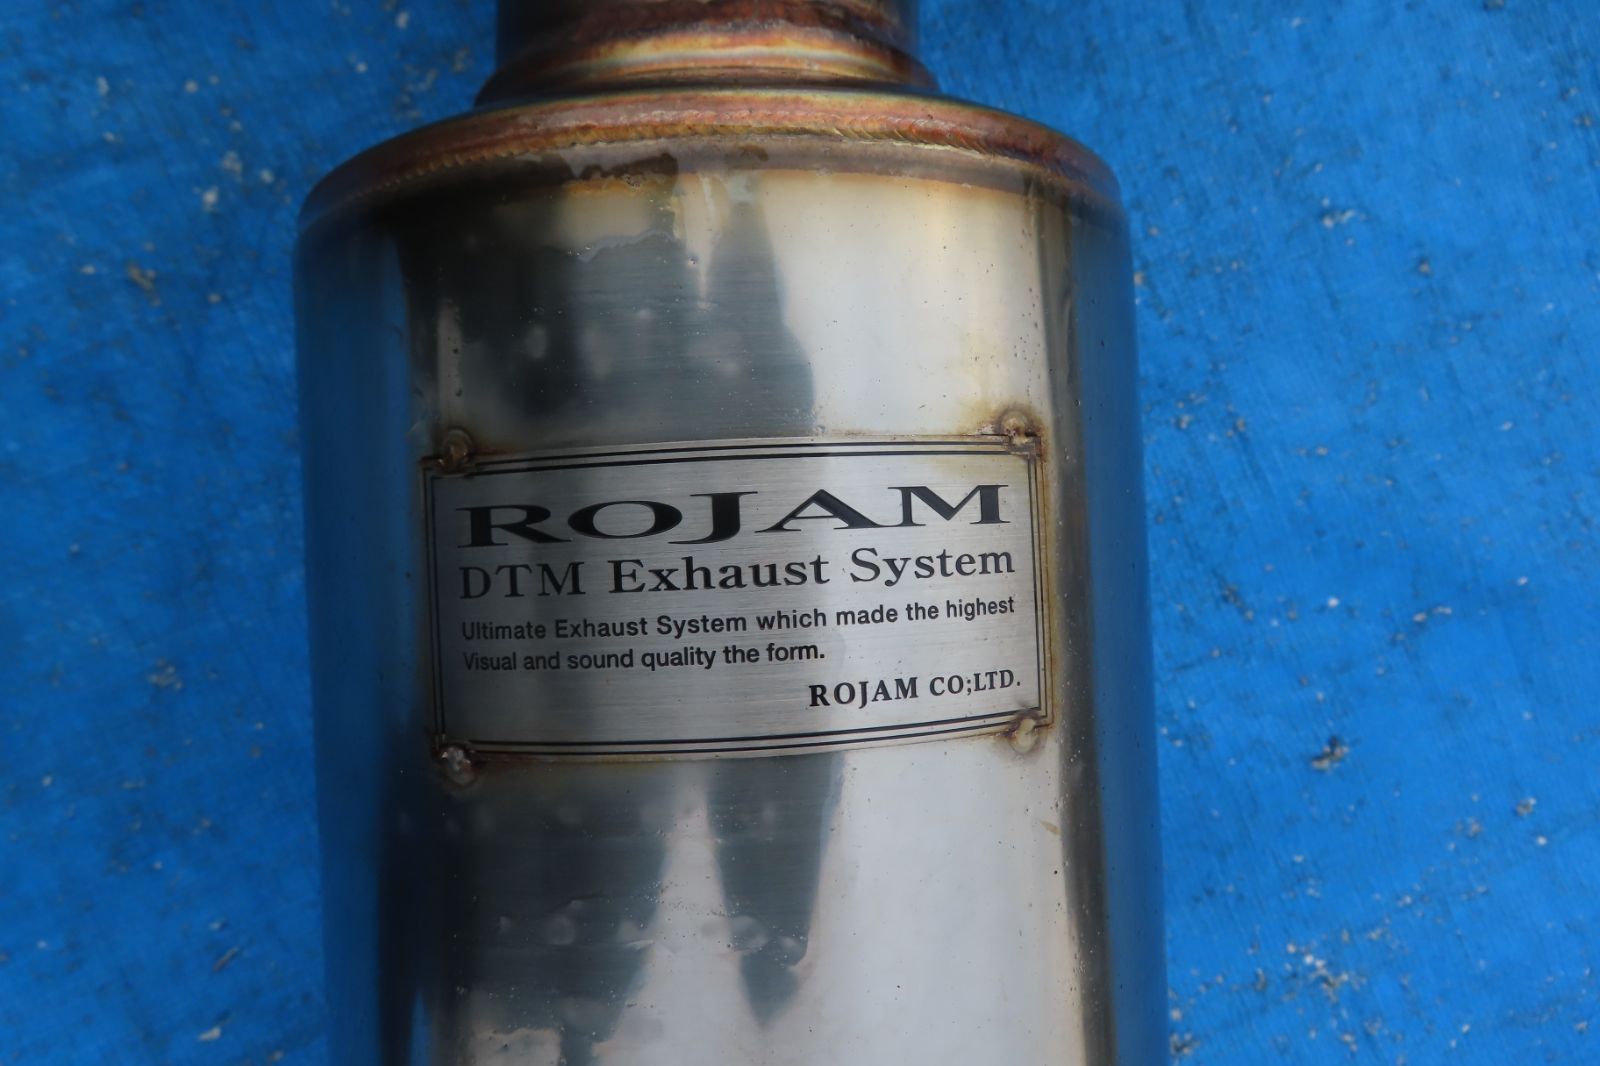 ROJAM
DTM Exhaust System
Ultimate Exhaust System which made the highest
Visual and sound quality the form.
ROJAM CO;LTD.